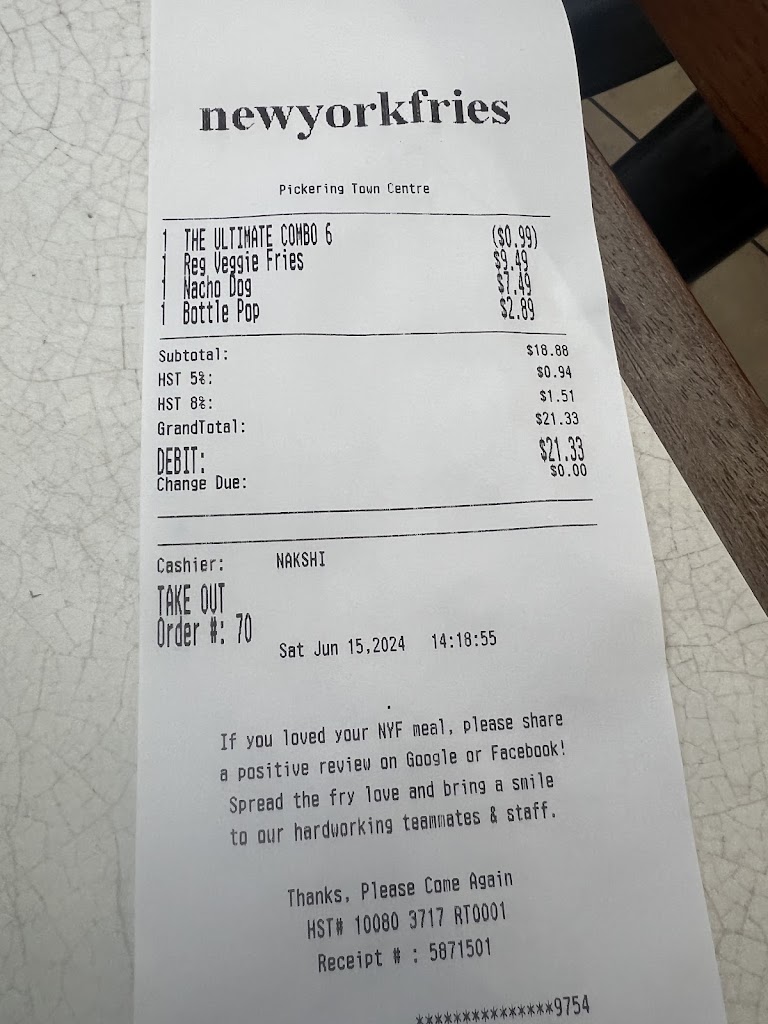 newyorkfries
Pickering Town Centre
1 THE ULTIMATE COMBO 6 ($0.99)
1 Reg Veggie Fries $9.49
1 Nacho Dog $7.49
1 Bottle Pop $2.89
Subtotal: $18.88
HST 5%: $0.94
HST 8%: $1.51
GrandTotal: $21.33
DEBIT: $21.33
Change Due: $0.00
Cashier: NAKSHI
TAKE OUT
Order #: 70
Sat Jun 15,2024 14:18:55
.
If you loved your NYF meal, please share
a positive review on Google or Facebook!
Spread the fry love and bring a smile
to our hardworking teammates & staff.
Thanks, Please Come Again
HST# 10080 3717 RT0001
Receipt # : 5871501
***************9754